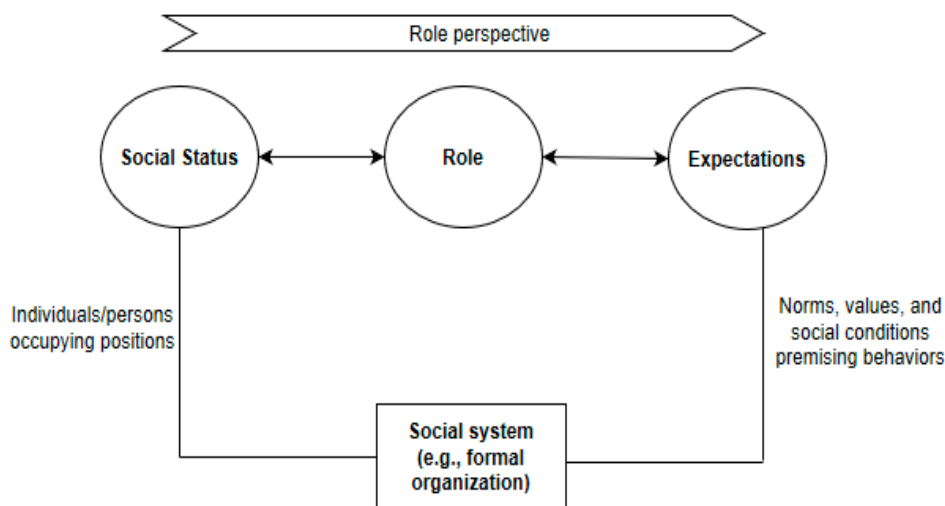 Role perspective
Social Status
Role
Expectations
Individuals/persons
occupying positions
Norms, values, and
social conditions
premising behaviors
Social system
(e.g., formal
organization)